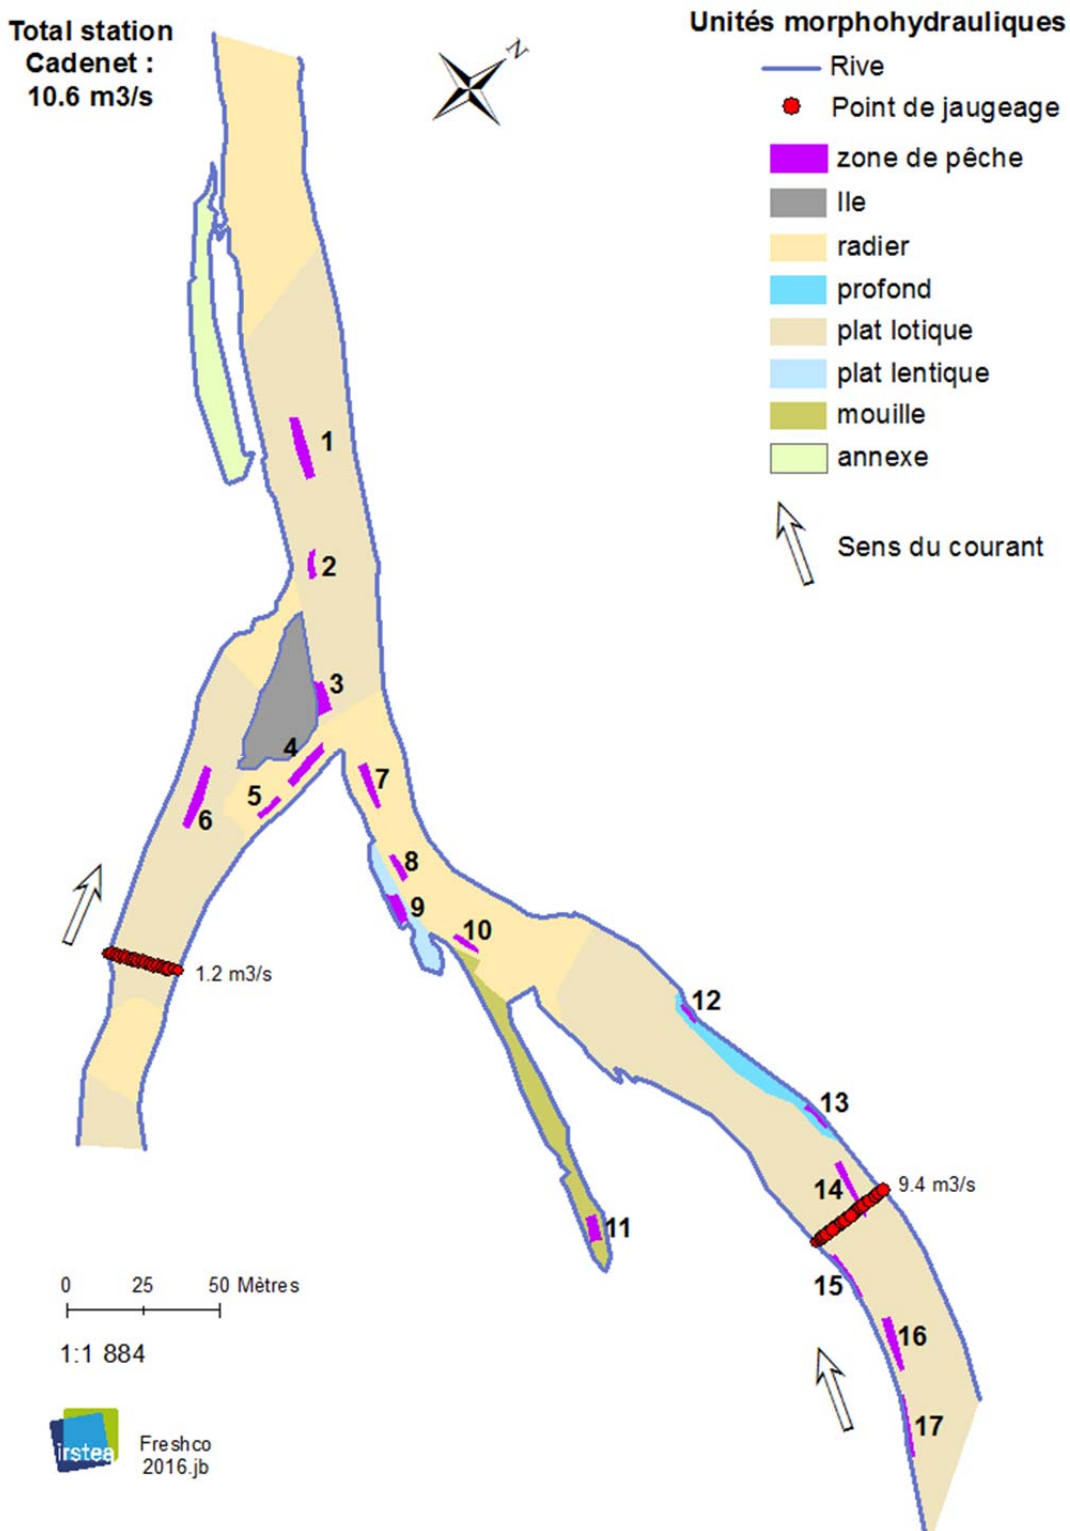 Total station
Cadenet :
10.6 m3/s
N
Unités morphohydrauliques
Rive
Point de jaugeage
zone de pêche
Ile
radier
profond
plat lotique
plat lentique
mouille
annexe
Sens du courant
1
2
3
4
5
6
7
8
9
10
11
12
13
14
15
16
17
1.2 m3/s
9.4 m3/s
0 25 50 Mètres
1:1 884
irstea
Freshco
2016.jb